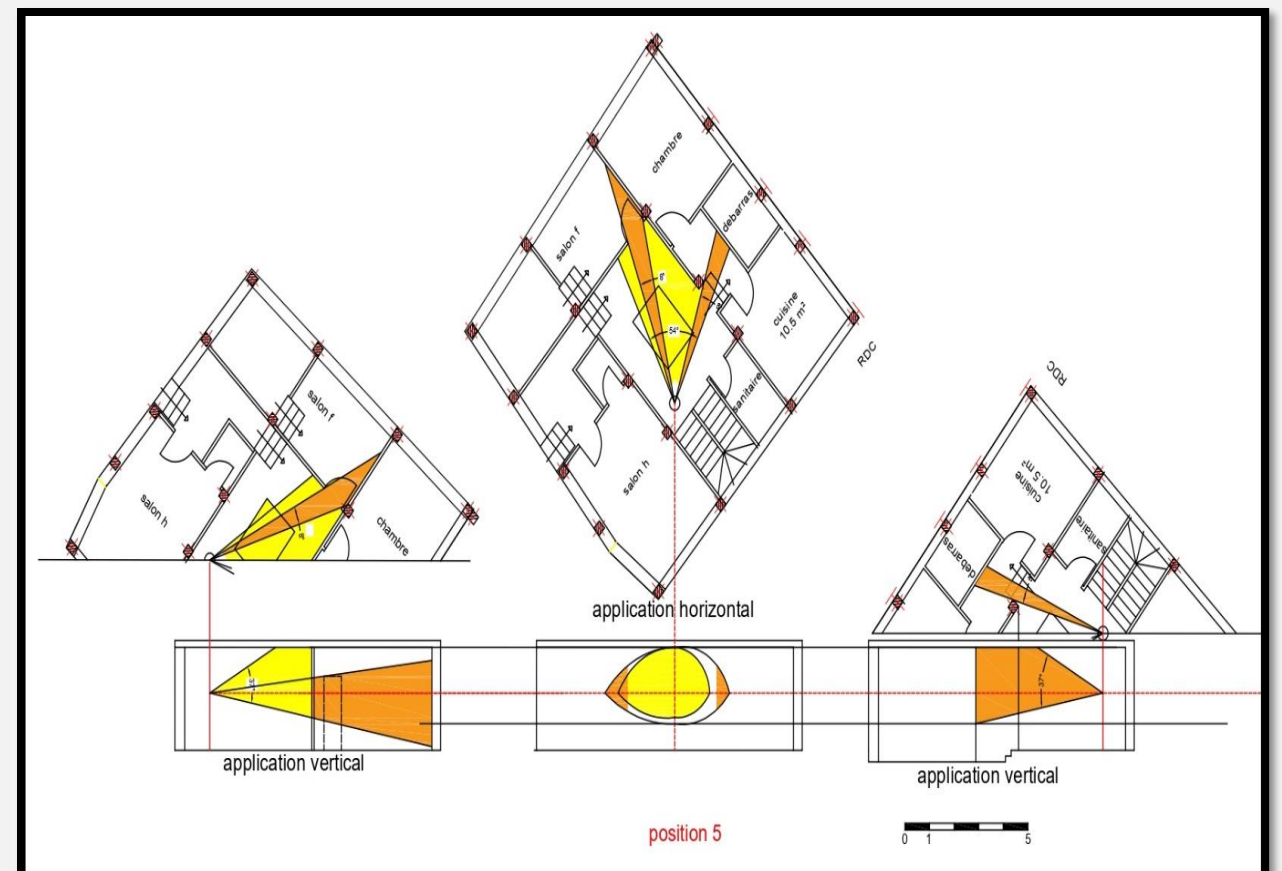 chambre
salon f
debarras
cuisine
10.5 m²
RDC
8°
54°
sanitaire
salon h
salon f
salon h
chambre
RDC
cuisine
10.5 m²
sanitaire
debarras
application horizontal
37°
application vertical
application vertical
position 5
0 1 5